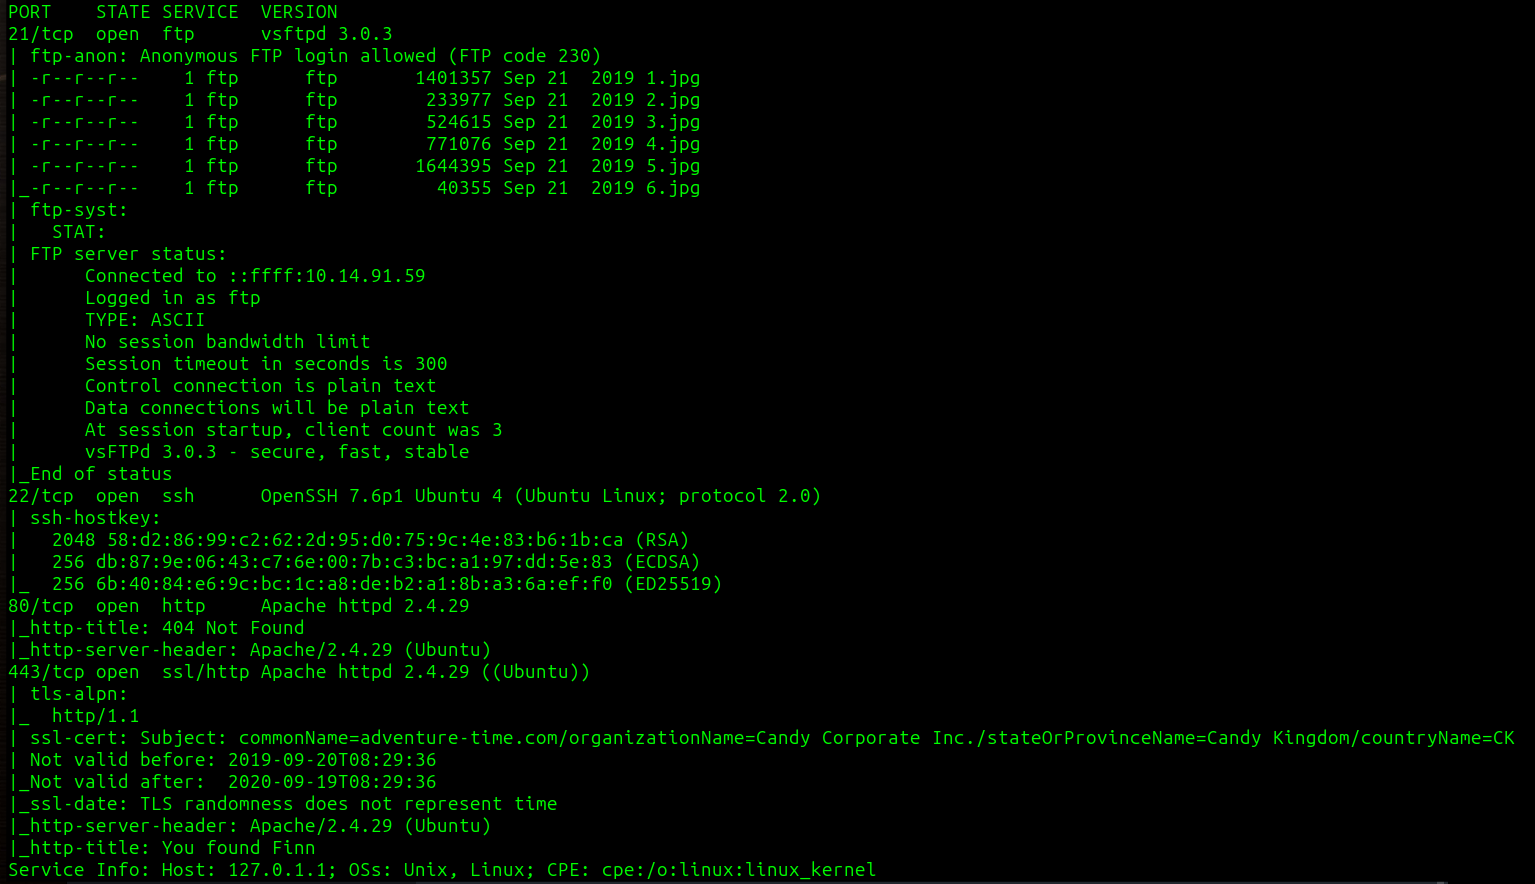 PORT    STATE SERVICE  VERSION
21/tcp  open  ftp      vsftpd 3.0.3
| ftp-anon: Anonymous FTP login allowed (FTP code 230)
| -r--r--r--    1 ftp      ftp       1401357 Sep 21  2019 1.jpg
| -r--r--r--    1 ftp      ftp        233977 Sep 21  2019 2.jpg
| -r--r--r--    1 ftp      ftp        524615 Sep 21  2019 3.jpg
| -r--r--r--    1 ftp      ftp        771076 Sep 21  2019 4.jpg
| -r--r--r--    1 ftp      ftp       1644395 Sep 21  2019 5.jpg
|_-r--r--r--    1 ftp      ftp         40355 Sep 21  2019 6.jpg
| ftp-syst:
|   STAT:
| FTP server status:
|      Connected to ::ffff:10.14.91.59
|      Logged in as ftp
|      TYPE: ASCII
|      No session bandwidth limit
|      Session timeout in seconds is 300
|      Control connection is plain text
|      Data connections will be plain text
|      At session startup, client count was 3
|      vsFTPd 3.0.3 - secure, fast, stable
|_End of status
22/tcp  open  ssh      OpenSSH 7.6p1 Ubuntu 4 (Ubuntu Linux; protocol 2.0)
| ssh-hostkey:
|   2048 58:d2:86:99:c2:62:2d:95:d0:75:9c:4e:83:b6:1b:ca (RSA)
|   256 db:87:9e:06:43:c7:6e:00:7b:c3:bc:a1:97:dd:5e:83 (ECDSA)
|_  256 6b:40:84:e6:9c:bc:1c:a8:de:b2:a1:8b:a3:6a:ef:f0 (ED25519)
80/tcp  open  http     Apache httpd 2.4.29
|_http-title: 404 Not Found
|_http-server-header: Apache/2.4.29 (Ubuntu)
443/tcp open  ssl/http Apache httpd 2.4.29 ((Ubuntu))
| tls-alpn:
|_  http/1.1
| ssl-cert: Subject: commonName=adventure-time.com/organizationName=Candy Corporate Inc./stateOrProvinceName=Candy Kingdom/countryName=CK
| Not valid before: 2019-09-20T08:29:36
|_Not valid after:  2020-09-19T08:29:36
|_ssl-date: TLS randomness does not represent time
|_http-server-header: Apache/2.4.29 (Ubuntu)
|_http-title: You found Finn
Service Info: Host: 127.0.1.1; OSs: Unix, Linux; CPE: cpe:/o:linux:linux_kernel